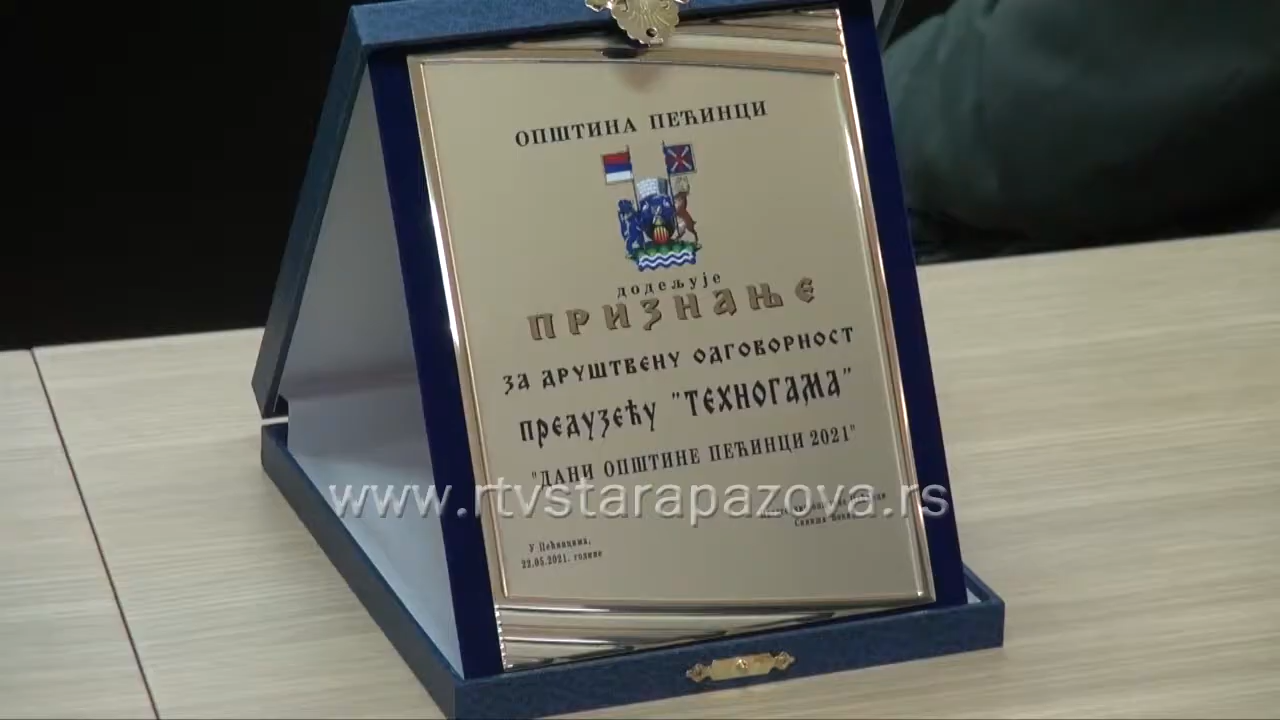 ОПШТИНА ПЕЋИНЦИ
додељује
ПРИЗНАЊЕ
ЗА ДРУШТВЕНУ ОДГОВОРНОСТ
ПРЕДУЗЕЋУ "ТЕХНОГАМА"
"ДАНИ ОПШТИНЕ ПЕЋИНЦИ 2021"
www.rtvstarapazova.rs
У Пећинцима,
22.05.2021. године